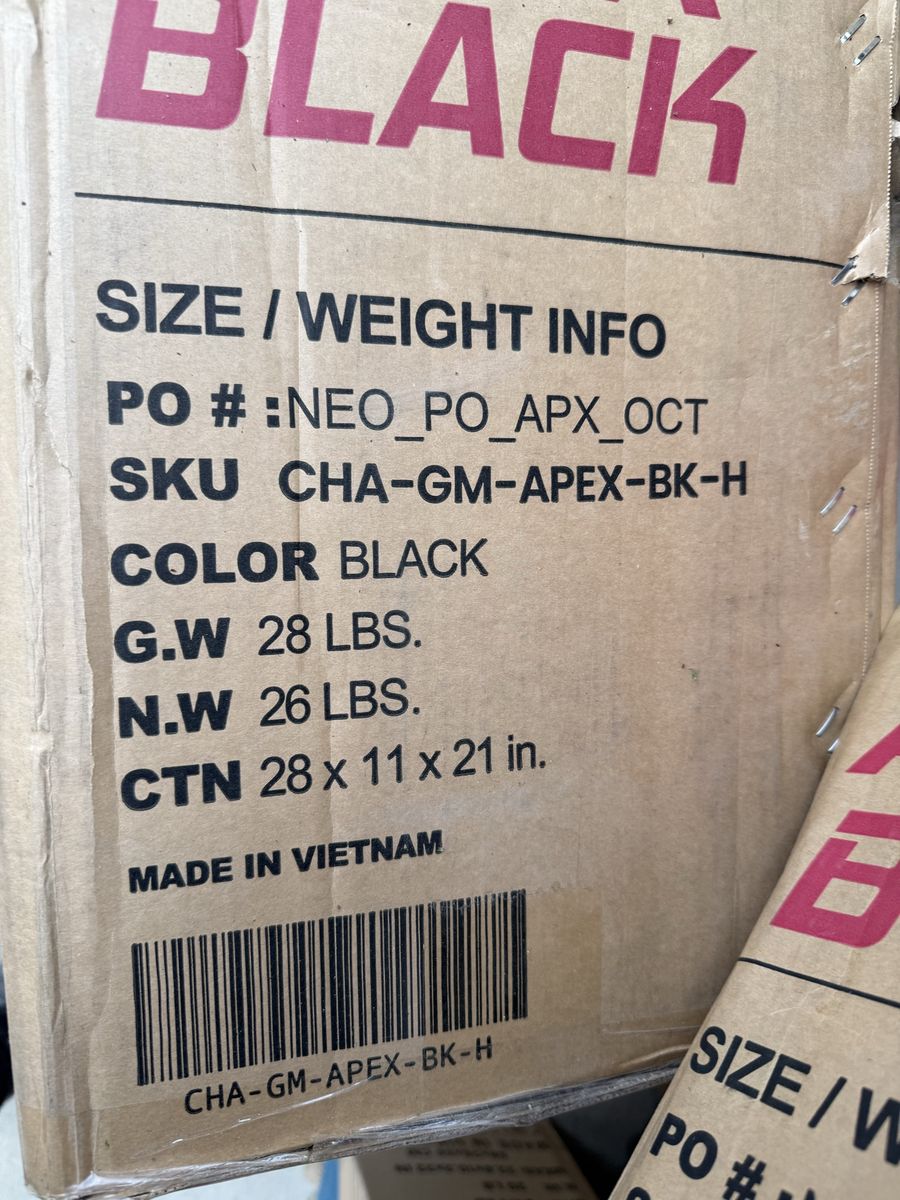 BLACK
SIZE / WEIGHT INFO
PO # :NEO_PO_APX_OCT
SKU CHA-GM-APEX-BK-H
COLOR BLACK
G.W 28 LBS.
N.W 26 LBS.
CTN 28 x 11 x 21 in.
MADE IN VIETNAM
CHA-GM-APEX-BK-H
B
SIZE / W
PO #